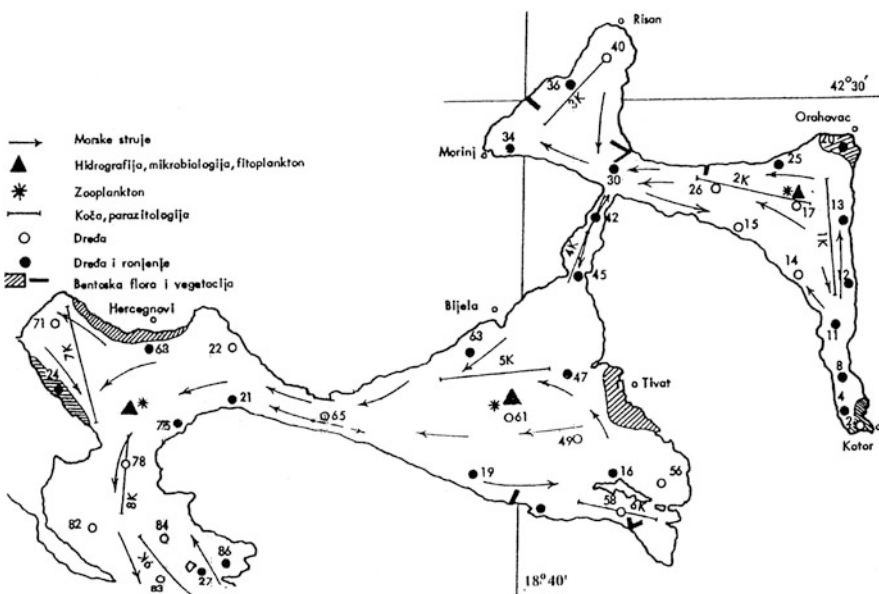 Risan
40
42°30'
36
3K
Orahovac
Morske struje
Hidrografija, mikrobiologija, fitoplankton
Zooplankton
Koča, parazitologija
Dređa
Dređa i ronjenje
Bentoska flora i vegetacija
Morinj
34
30
25
20
2K
26
17
13
42
15
1K
4K
14
12
45
11
Hercegnovi
Bijela
71
63
22
68
7K
5K
47
8
24
21
Tivat
4
65
61
2
75
49
Kotor
78
19
16
56
8K
58
6K
82
84
9K
86
83
27
18°40'